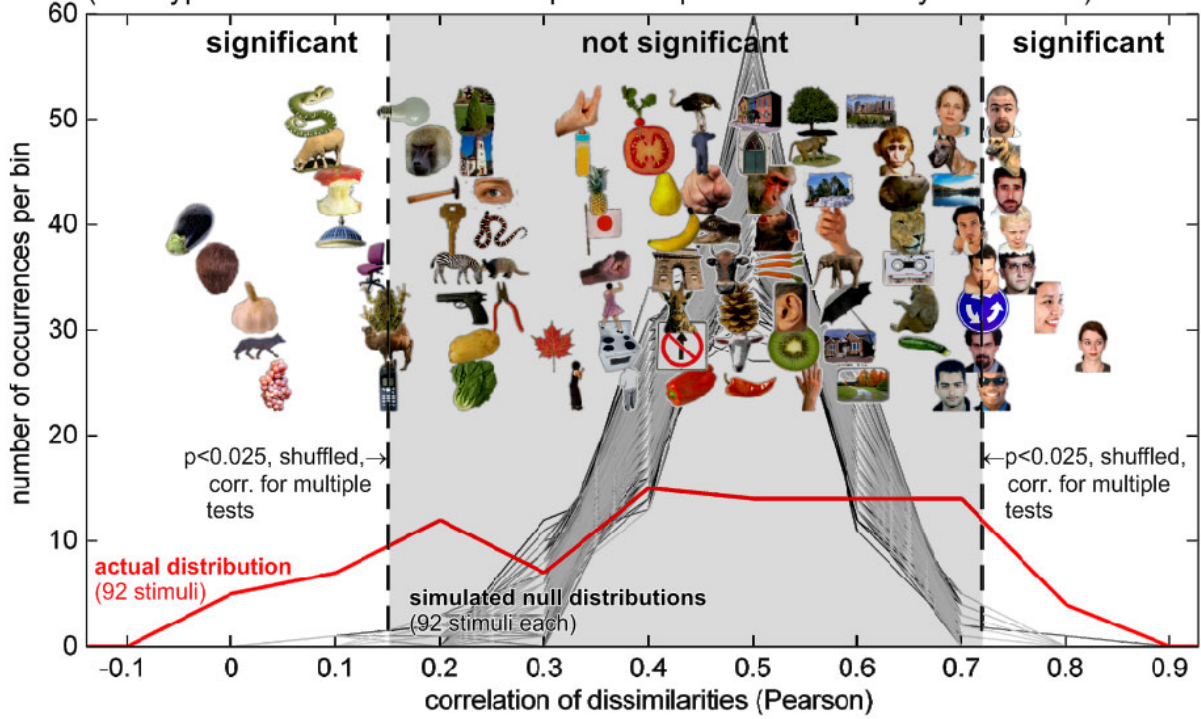 60
significant
not significant
significant
50
40
30
20
10
0
number of occurrences per bin
p<0.025, shuffled,→
corr. for multiple
tests
←p<0.025, shuffled,
corr. for multiple
tests
actual distribution
(92 stimuli)
simulated null distributions
(92 stimuli each)
-0.1 0 0.1 0.2 0.3 0.4 0.5 0.6 0.7 0.8 0.9
correlation of dissimilarities (Pearson)